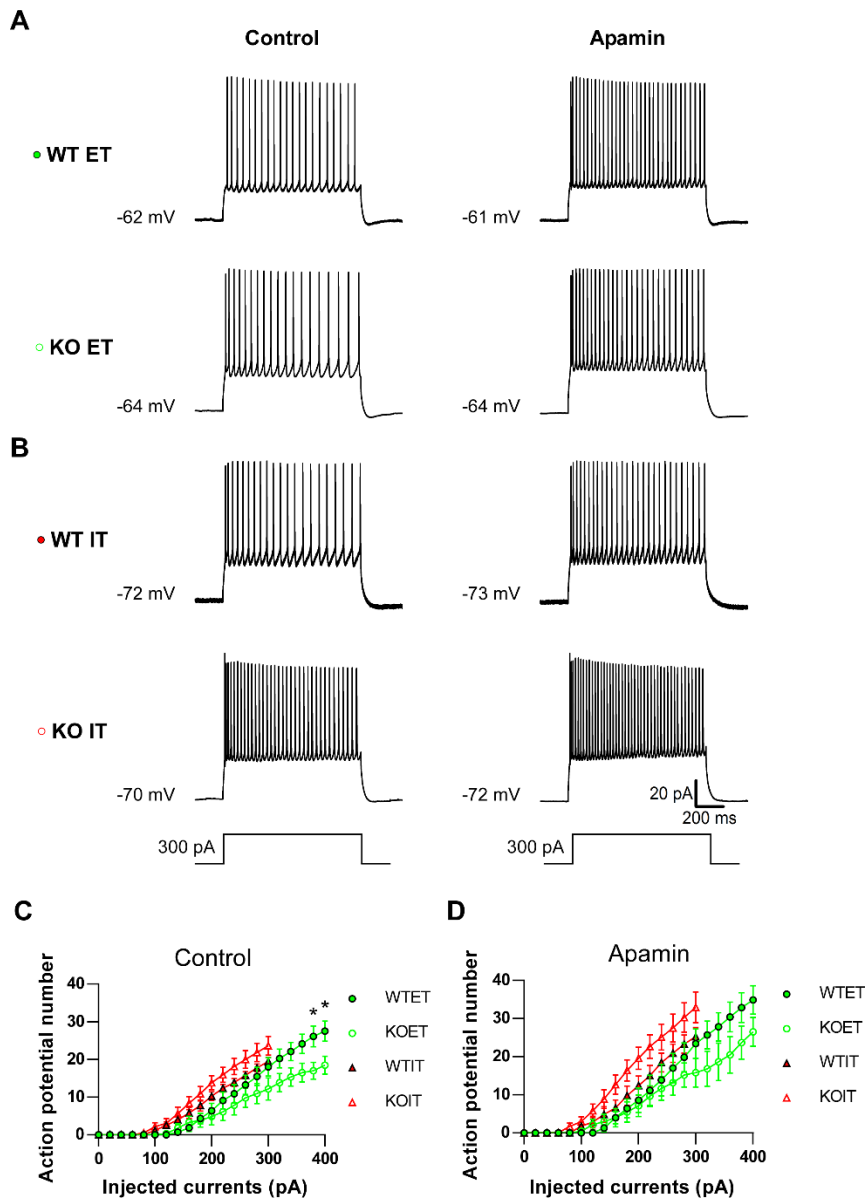 A
Control
Apamin
WT ET
-62 mV
-61 mV
KO ET
-64 mV
-64 mV
B
WT IT
-72 mV
-73 mV
KO IT
-70 mV
-72 mV
20 pA
200 ms
300 pA
300 pA
C
Control
Action potential number
40
30
20
10
0
* *
0
100
200
300
400
Injected currents (pA)
WTET
KOET
WTIT
KOIT
D
Apamin
Action potential number
40
30
20
10
0
0
100
200
300
400
Injected currents (pA)
WTET
KOET
WTIT
KOIT